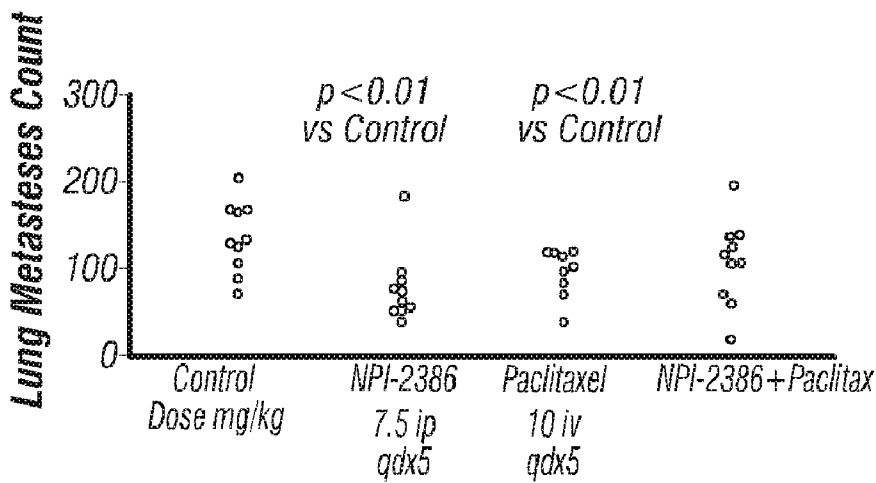 Lung Metasteses Count
300
200
100
0
p<0.01
vs Control
p<0.01
vs Control
Control
Dose mg/kg
NPI-2386
7.5 ip
qdx5
Paclitaxel
10 iv
qdx5
NPI-2386+Paclitax